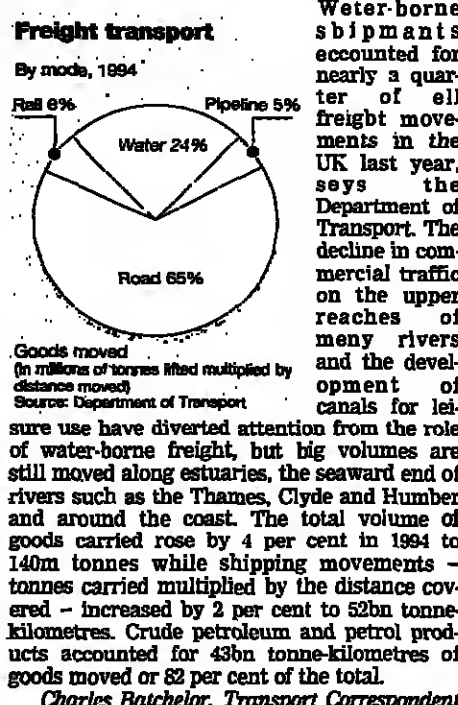 Freight transport
By mode, 1994
Rail 6%
Pipeline 5%
Water 24%
Road 65%
Goods moved
(in millions of tonnes lifted multiplied by
distance moved)
Source: Department of Transport
Weter-borne
sbipmants
eccounted for
nearly a quar-
ter of ell
freigbt move-
ments in the
UK last year,
seys the
Department of
Transport. The
decline in com-
mercial traffic
on the upper
reaches of
meny rivers
and the devel-
opment of
canals for lei-
sure use have diverted attention from the role
of water-borne freight, but big volumes are
still moved along estuaries, the seaward end of
rivers such as the Thames, Clyde and Humber
and around the coast. The total volume of
goods carried rose by 4 per cent in 1994 to
140m tonnes while shipping movements –
tonnes carried multiplied by the distance cov-
ered – increased by 2 per cent to 52bn tonne-
kilometres. Crude petroleum and petrol prod-
ucts accounted for 43bn tonne-kilometres of
goods moved or 82 per cent of the total.
Charles Batchelor, Transport Correspondent